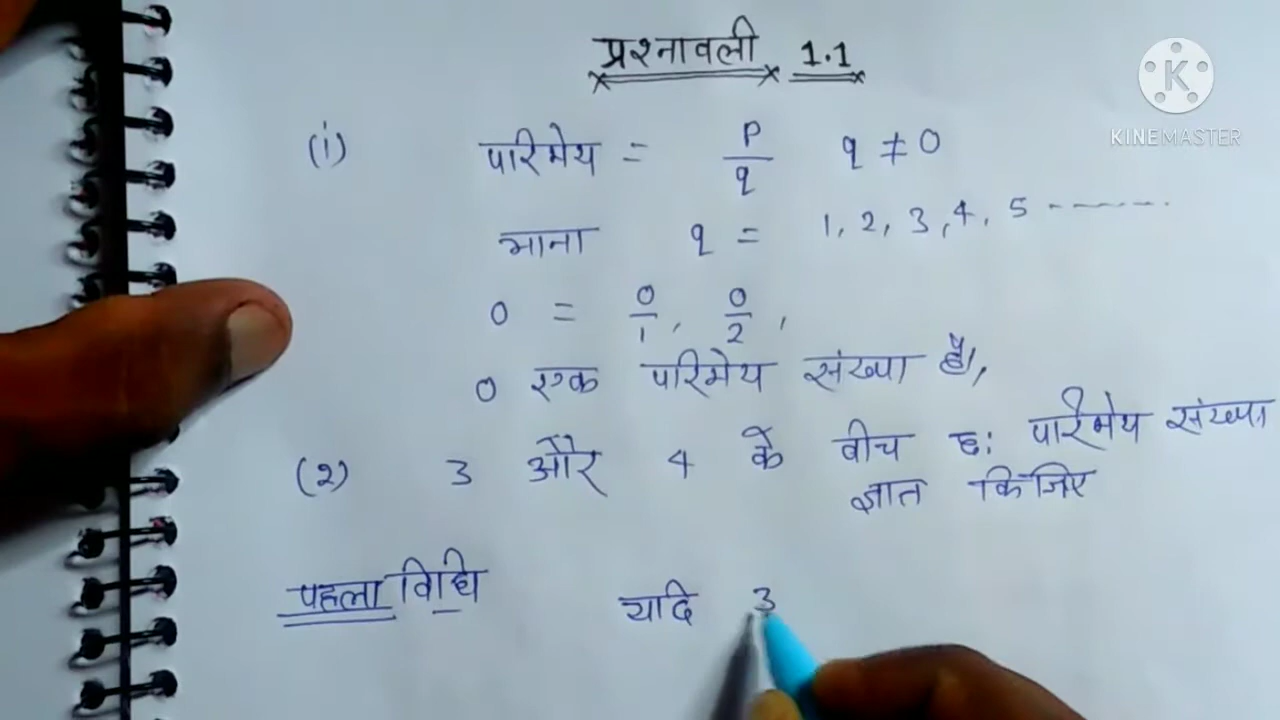 प्रश्नावली 1.1
K
KINEMASTER
(i) परिमेय = p/q q ≠ 0
माना q = 1, 2, 3, 4, 5 -------
0 = 0/1, 0/2,
0 एक परिमेय संख्या है,
(२) 3 और 4 के बीच छः परिमेय संख्या
ज्ञात किजिए
पहला विधि यदि 3